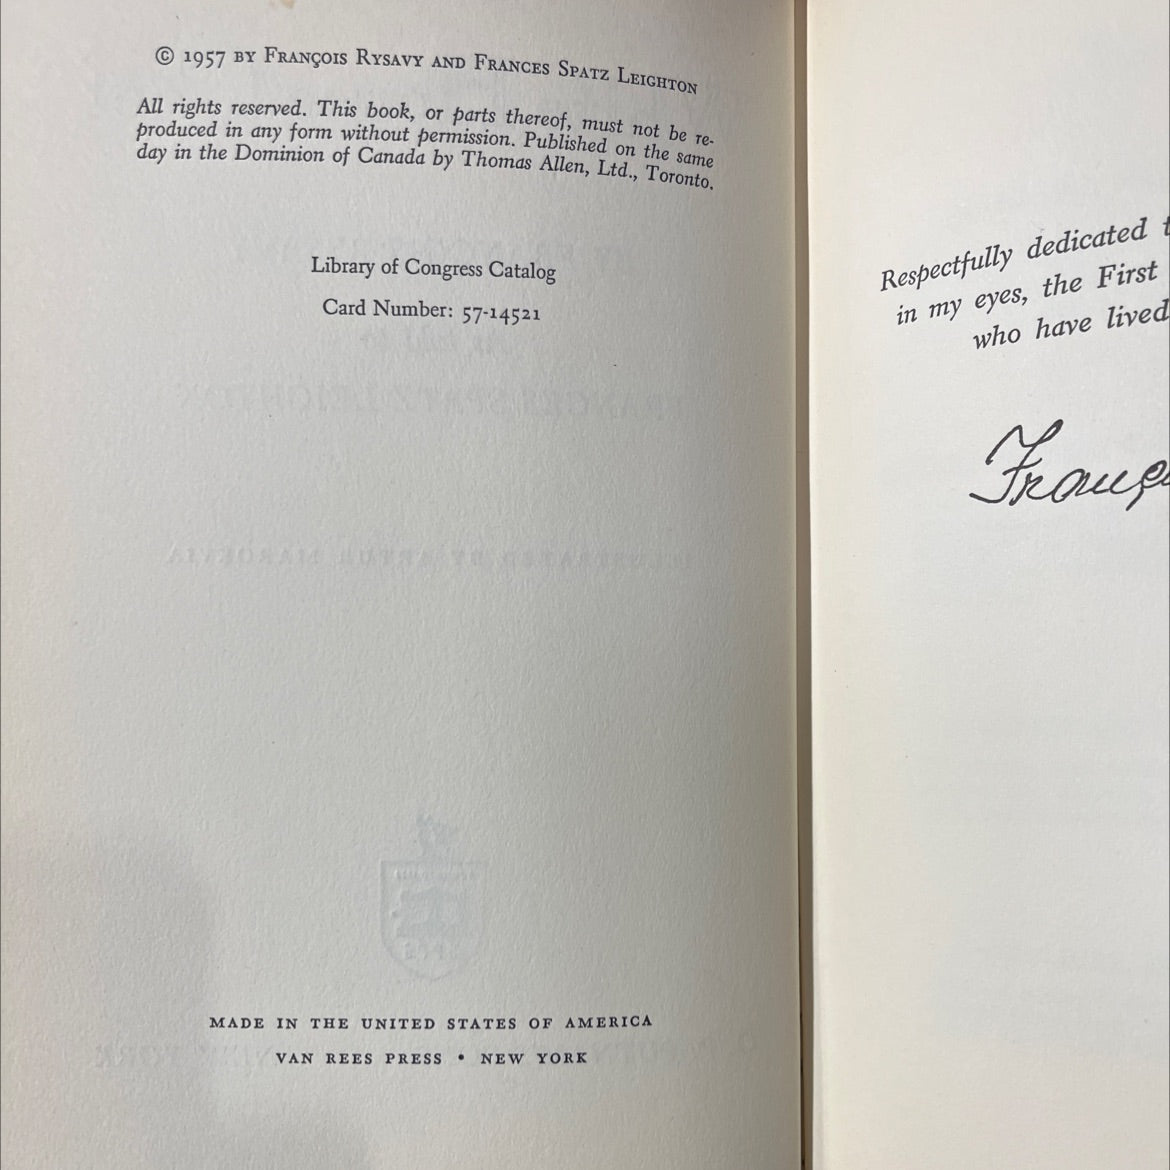 © 1957 BY FRANÇOIS RYSAVY AND FRANCES SPATZ LEIGHTON
All rights reserved. This book, or parts thereof, must not be re-
produced in any form without permission. Published on the same
day in the Dominion of Canada by Thomas Allen, Ltd., Toronto.
Library of Congress Catalog
Card Number: 57-14521
MADE IN THE UNITED STATES OF AMERICA
VAN REES PRESS • NEW YORK
Respectfully dedicated t
in my eyes, the First
who have lived
Franç